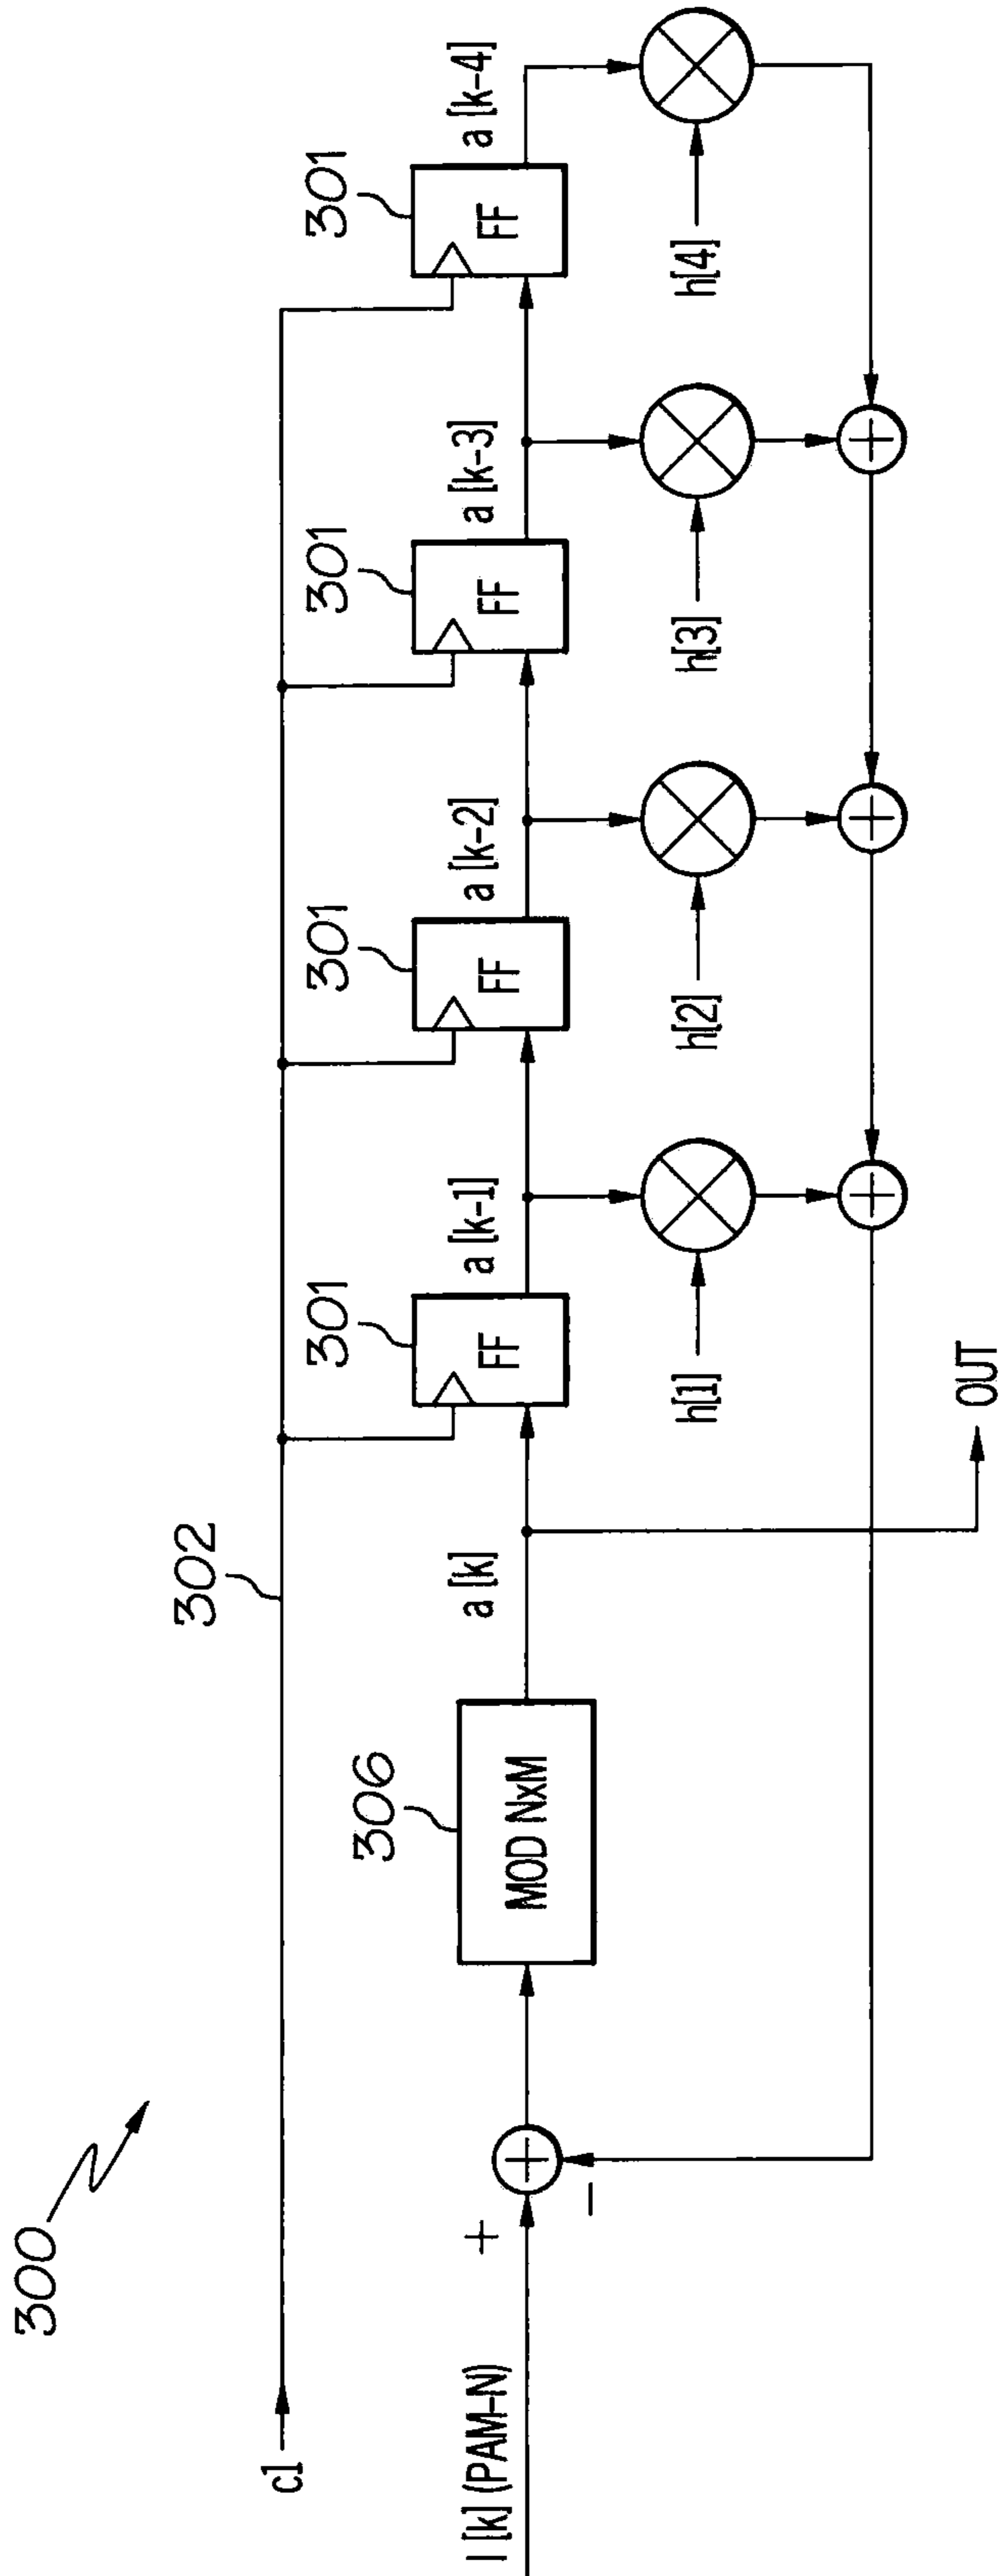 300
302
c1
301
301
301
301
I [k] (PAM-N)
+
−
306
MOD NxM
a [k]
FF
a [k-1]
FF
a [k-2]
FF
a [k-3]
FF
a [k-4]
h[1]
h[2]
h[3]
h[4]
OUT